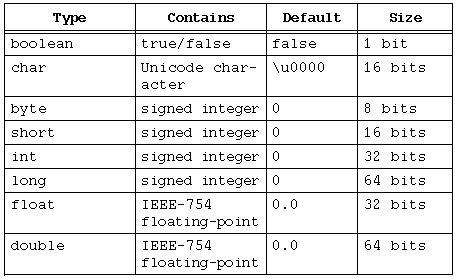 Type Contains Default Size
boolean true/false false 1 bit
char Unicode char- \u0000 16 bits
acter
byte signed integer 0 8 bits
short signed integer 0 16 bits
int signed integer 0 32 bits
long signed integer 0 64 bits
float IEEE-754 0.0 32 bits
floating-point
double IEEE-754 0.0 64 bits
floating-point